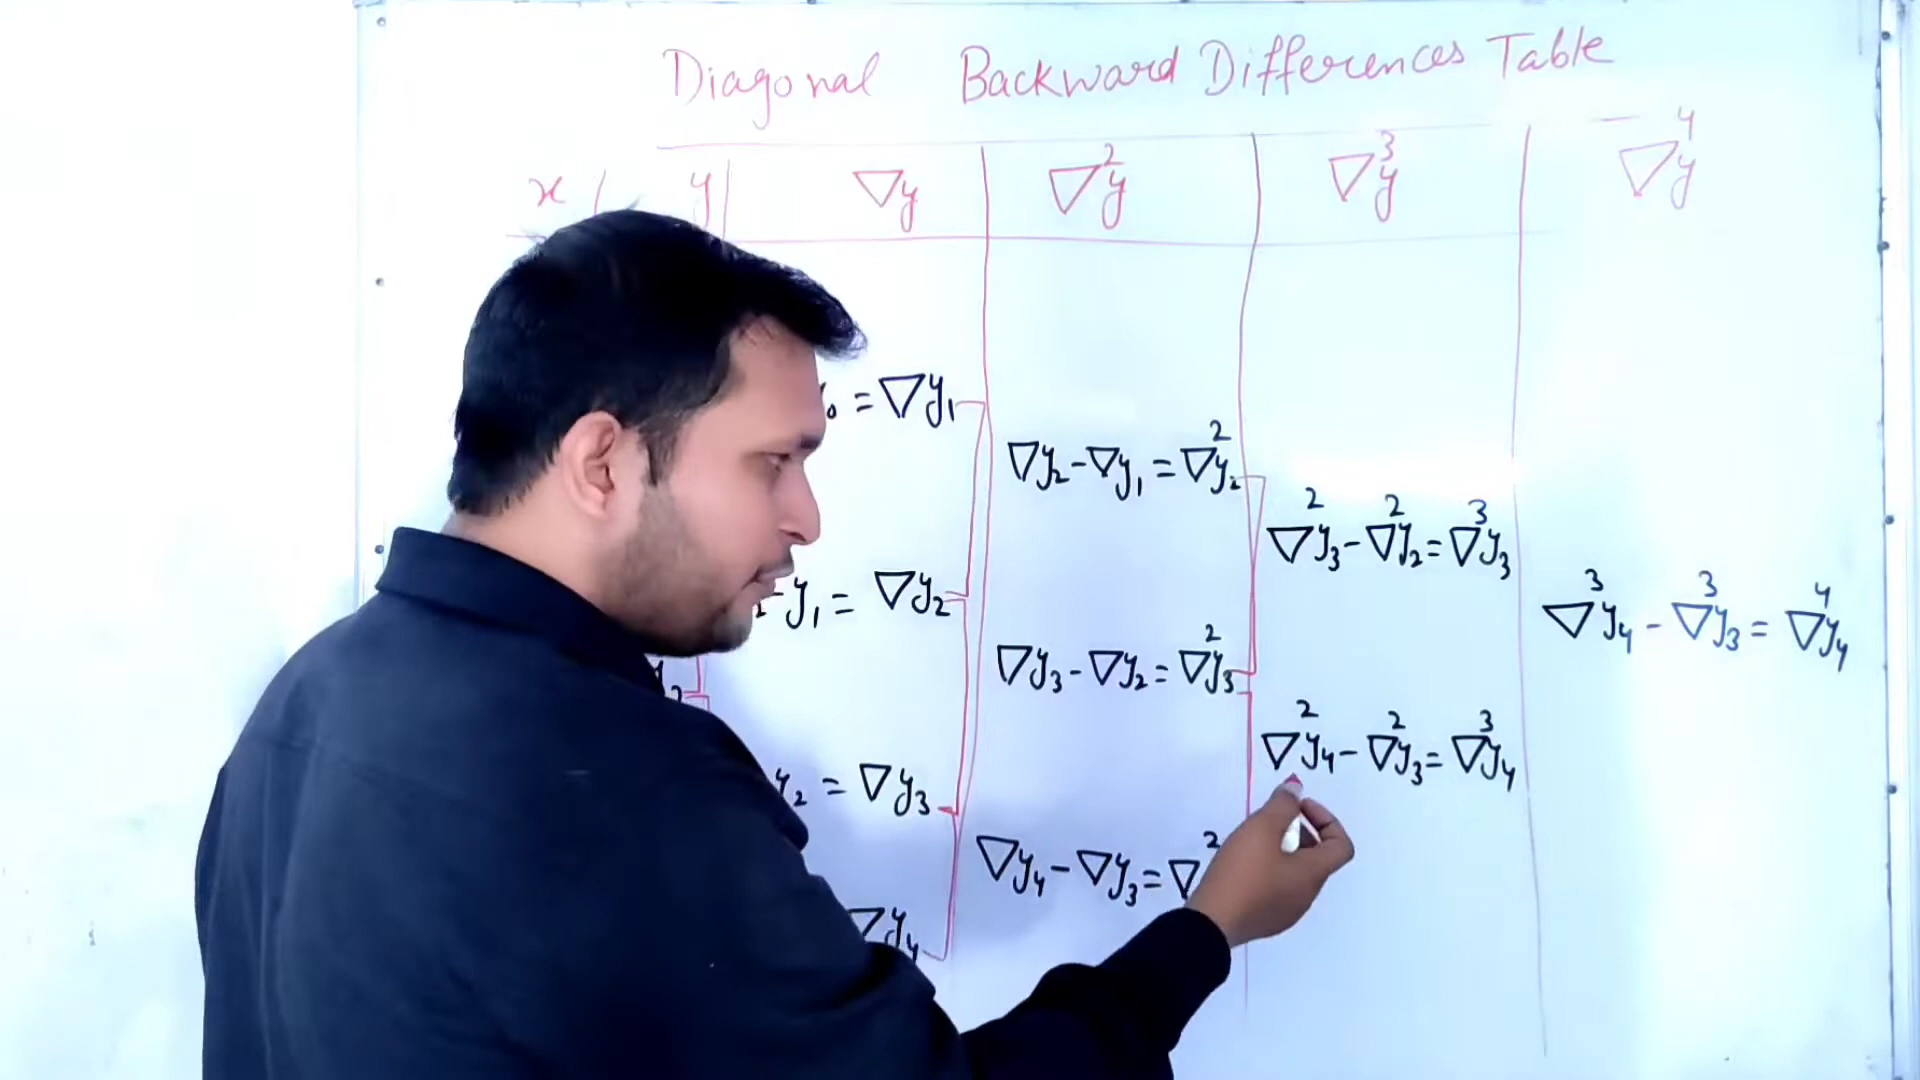 Diagonal Backward Differences Table
x y ∇y ∇²y ∇³y ∇⁴y
₀ = ∇y₁
∇y₂ - ∇y₁ = ∇²y₂
∇²y₃ - ∇²y₂ = ∇³y₃
- y₁ = ∇y₂
∇³y₄ - ∇³y₃ = ∇⁴y₄
∇y₃ - ∇y₂ = ∇²y₃
∇²y₄ - ∇²y₃ = ∇³y₄
y₂ = ∇y₃
∇y₄ - ∇y₃ = ∇²
∇y₄